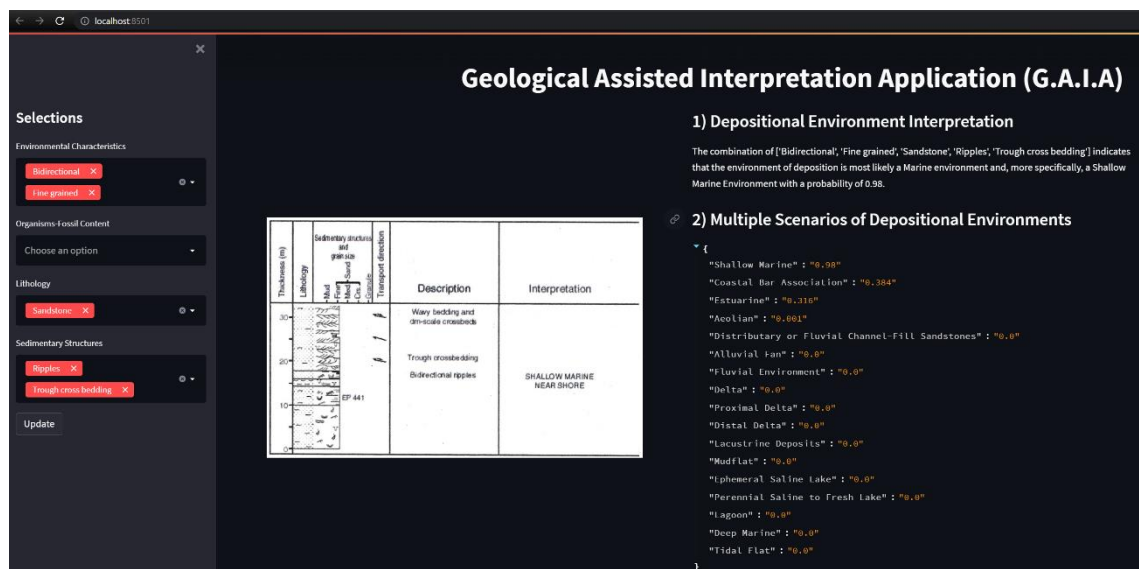 localhost:8501
Geological Assisted Interpretation Application (G.A.I.A)
Selections
Environmental Characteristics
Bidirectional
Fine grained
Organisms-Fossil Content
Choose an option
Lithology
Sandstone
Sedimentary Structures
Ripples
Trough cross bedding
Update
Thickness (m)
Lithology
Sedimentary structures
and
grain size
Mud
Fine
Med
Crs.
Sand
Granule
Transport direction
Description
Interpretation
30
20
10
0
EP 441
Wavy bedding and
cm-scale crossbeds
Trough crossbedding
Bidirectional ripples
SHALLOW MARINE
NEAR SHORE
1) Depositional Environment Interpretation
The combination of ['Bidirectional', 'Fine grained', 'Sandstone', 'Ripples', 'Trough cross bedding'] indicates
that the environment of deposition is most likely a Marine environment and, more specifically, a Shallow
Marine Environment with a probability of 0.98.
2) Multiple Scenarios of Depositional Environments
{
"Shallow Marine" : "0.98"
"Coastal Bar Association" : "0.384"
"Estuarine" : "0.316"
"Aeolian" : "0.001"
"Distributary or Fluvial Channel-Fill Sandstones" : "0.0"
"Alluvial Fan" : "0.0"
"Fluvial Environment" : "0.0"
"Delta" : "0.0"
"Proximal Delta" : "0.0"
"Distal Delta" : "0.0"
"Lacustrine Deposits" : "0.0"
"Mudflat" : "0.0"
"Ephemeral Saline Lake" : "0.0"
"Perennial Saline to Fresh Lake" : "0.0"
"Lagoon" : "0.0"
"Deep Marine" : "0.0"
"Tidal Flat" : "0.0"
}